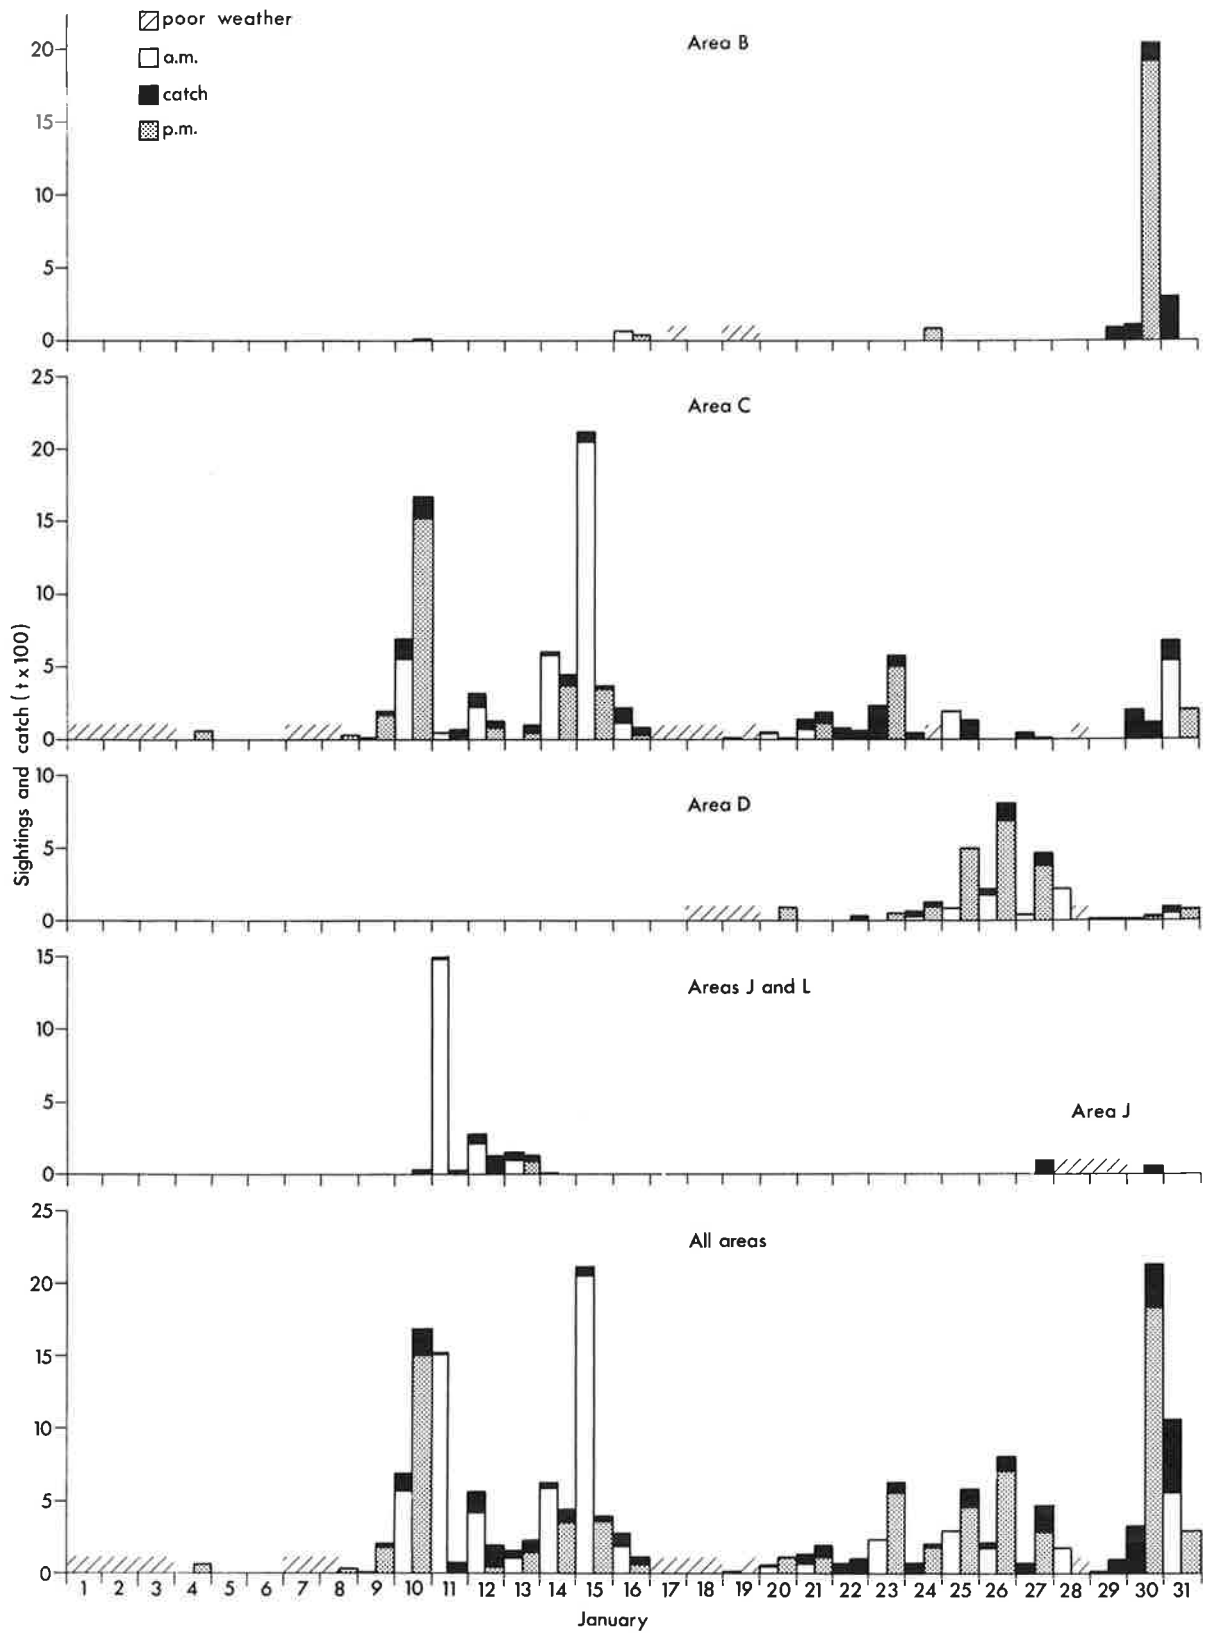 poor weather
a.m.
catch
p.m.
Area B
20
15
10
5
0
Area C
25
20
15
10
5
0
Area D
10
5
0
Areas J and L
15
10
5
0
Area J
All areas
25
20
15
10
5
0
Sightings and catch ( t x 100)
1 2 3 4 5 6 7 8 9 10 11 12 13 14 15 16 17 18 19 20 21 22 23 24 25 26 27 28 29 30 31
January